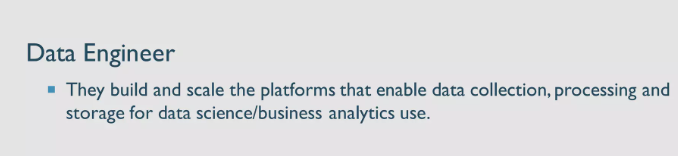 Data Engineer
They build and scale the platforms that enable data collection, processing and
storage for data science/business analytics use.